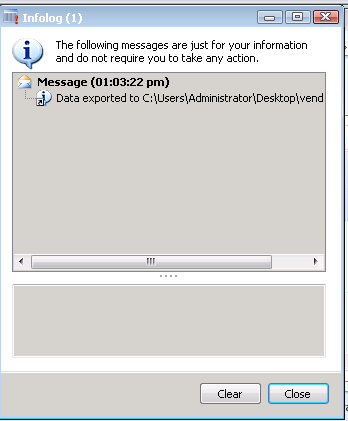 Infolog (1)
The following messages are just for your information
and do not require you to take any action.
Message (01:03:22 pm)
Data exported to C:\Users\Administrator\Desktop\vend
Clear
Close